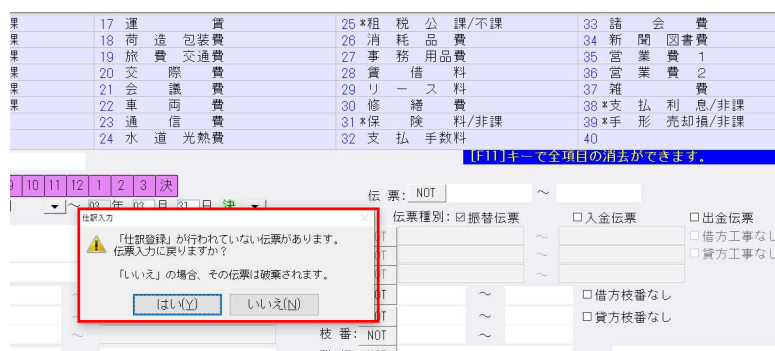 課 17 運 賃 25*租 税 公 課/不課 33 諸 会 費
課 18 荷 造 包装費 26 消 耗 品 費 34 新 聞 図書費
課 19 旅 費 交通費 27 事 務 用品費 35 営 業 費 1
課 20 交 際 費 28 賃 借 料 36 営 業 費 2
課 21 会 議 費 29 リ ー ス 料 37 雑 費
課 22 車 両 費 30 修 繕 費 38*支 払 利 息/非課
23 通 信 費 31*保 険 料/非課 39*手 形 売却損/非課
24 水 道 光熱費 32 支 払 手数料 40
[F11]キーで全項目の消去ができます。
10 11 12 1 2 3 決
伝 票: NOT ～
～ 03 年 03 月 31 日 決
伝票種別: ☑振替伝票 □入金伝票 □出金伝票
仕訳入力
「仕訳登録」が行われていない伝票があります。
伝票入力に戻りますか？
「いいえ」の場合、その伝票は破棄されます。
はい(Y) いいえ(N)
～ □借方工事なし
～ □貸方工事なし
～
～ □借方枝番なし
～ □貸方枝番なし
～ 枝 番: NOT ～